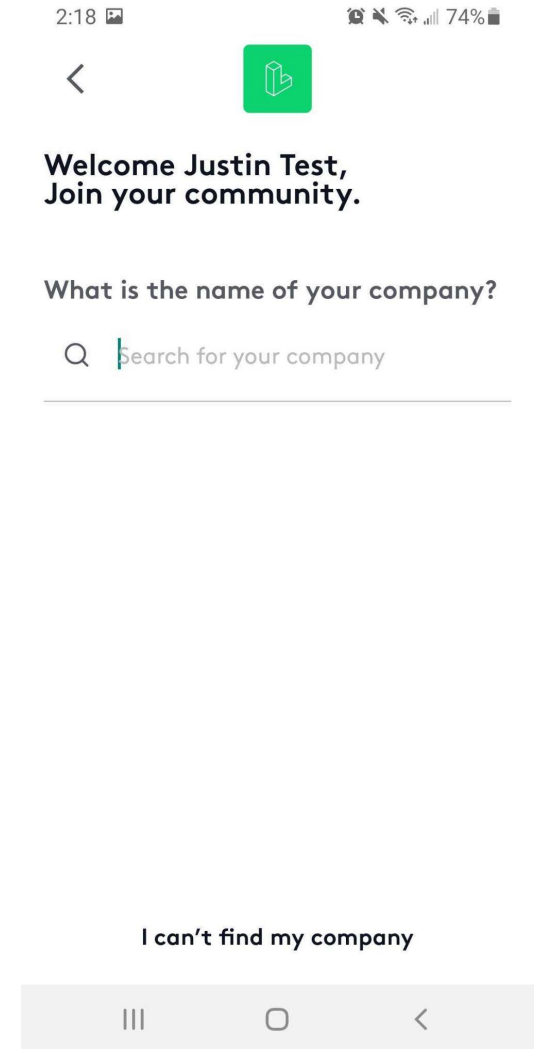 2:18
74%
Welcome Justin Test,
Join your community.
What is the name of your company?
Search for your company
I can’t find my company